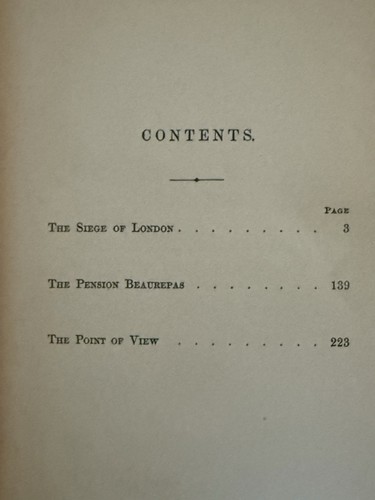 CONTENTS.
PAGE
THE SIEGE OF LONDON . . . . . . . . . 3
THE PENSION BEAUREPAS . . . . . . . . 139
THE POINT OF VIEW . . . . . . . . . 223